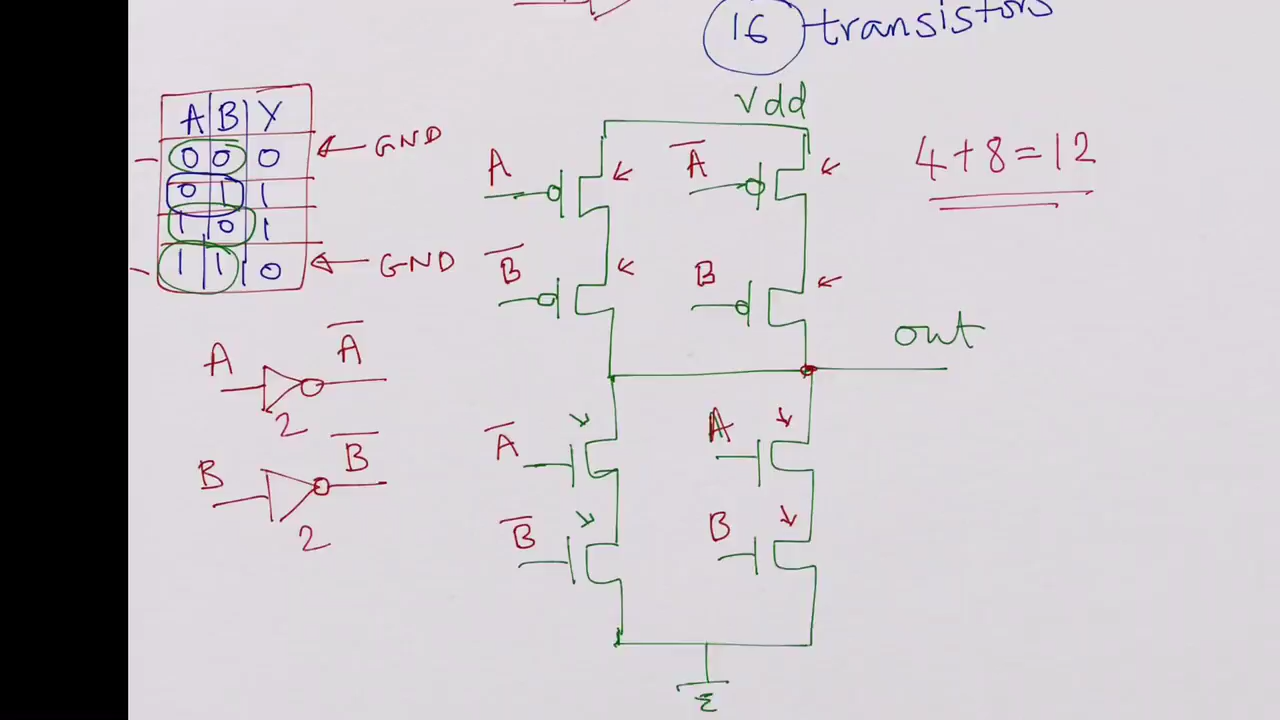 16 transistors
Vdd
A B Y
0 0 0 ← GND
0 1 1
1 0 1
1 1 0 ← GND
A A̅
4+8=12
B̅ B
out
A A̅
2
B B̅
2
A̅ A
B̅ B